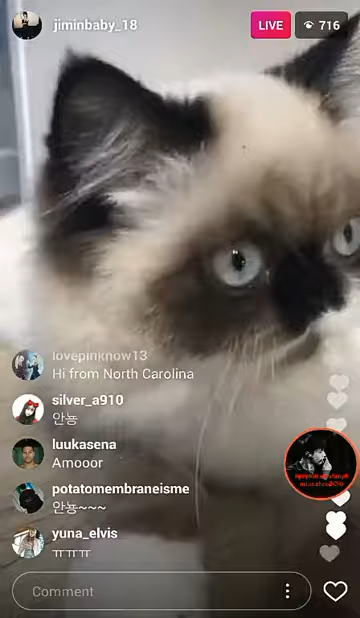 jiminbaby_18
LIVE
716
lovepinknow13
Hi from North Carolina
silver_a910
안뇽
luukasena
Amooor
potatomembraneisme
안뇽~~~
yuna_elvis
ㅠㅠㅠ
Comment